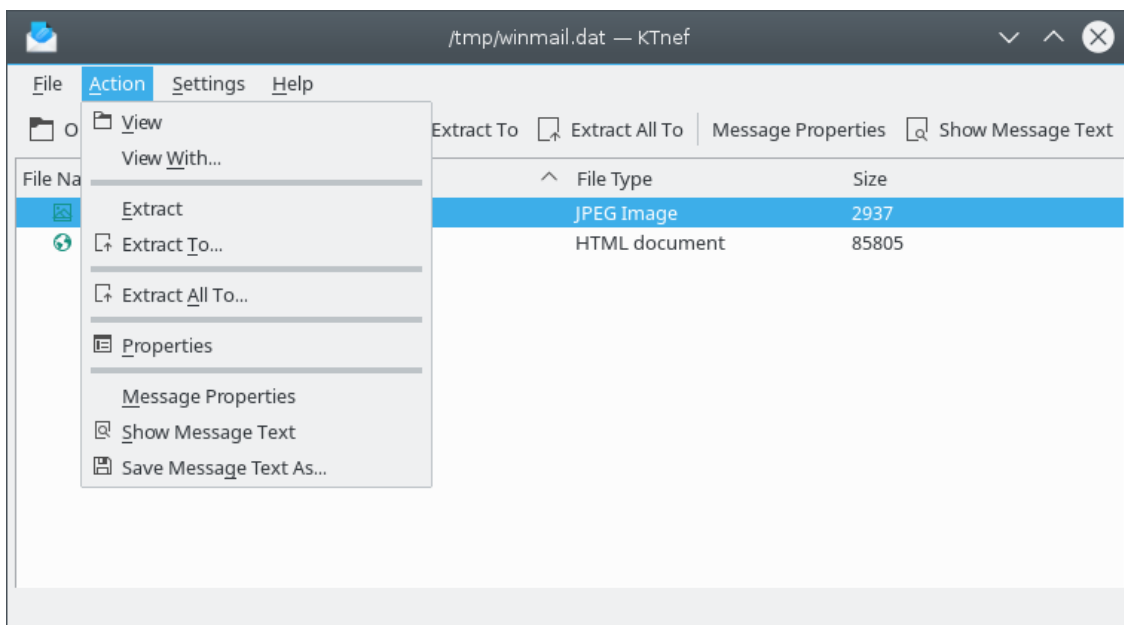 /tmp/winmail.dat — KTnef
File Action Settings Help
Extract To Extract All To Message Properties Show Message Text
View
View With...
File Type Size
Extract
JPEG Image 2937
Extract To...
HTML document 85805
Extract All To...
Properties
Message Properties
Show Message Text
Save Message Text As...